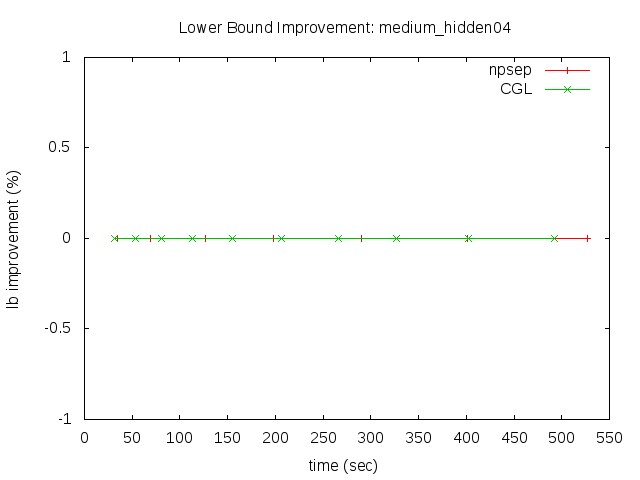 Lower Bound Improvement: medium_hidden04
1
npsep
CGL
0.5
lb improvement (%)
0
-0.5
-1
0 50 100 150 200 250 300 350 400 450 500 550
time (sec)